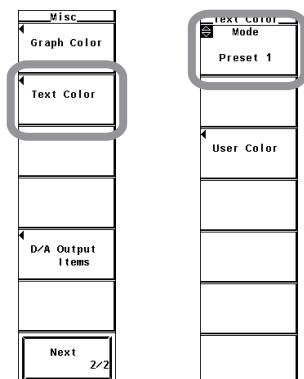 Misc
Graph Color
Text Color
D/A Output
Items
Next
2/2
Text Color
Mode
Preset 1
User Color